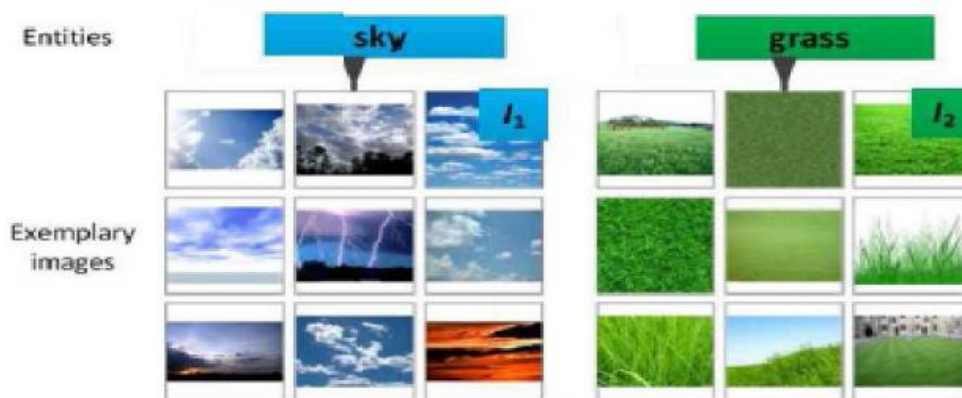 Entities
sky
grass
I1
I2
Exemplary
images